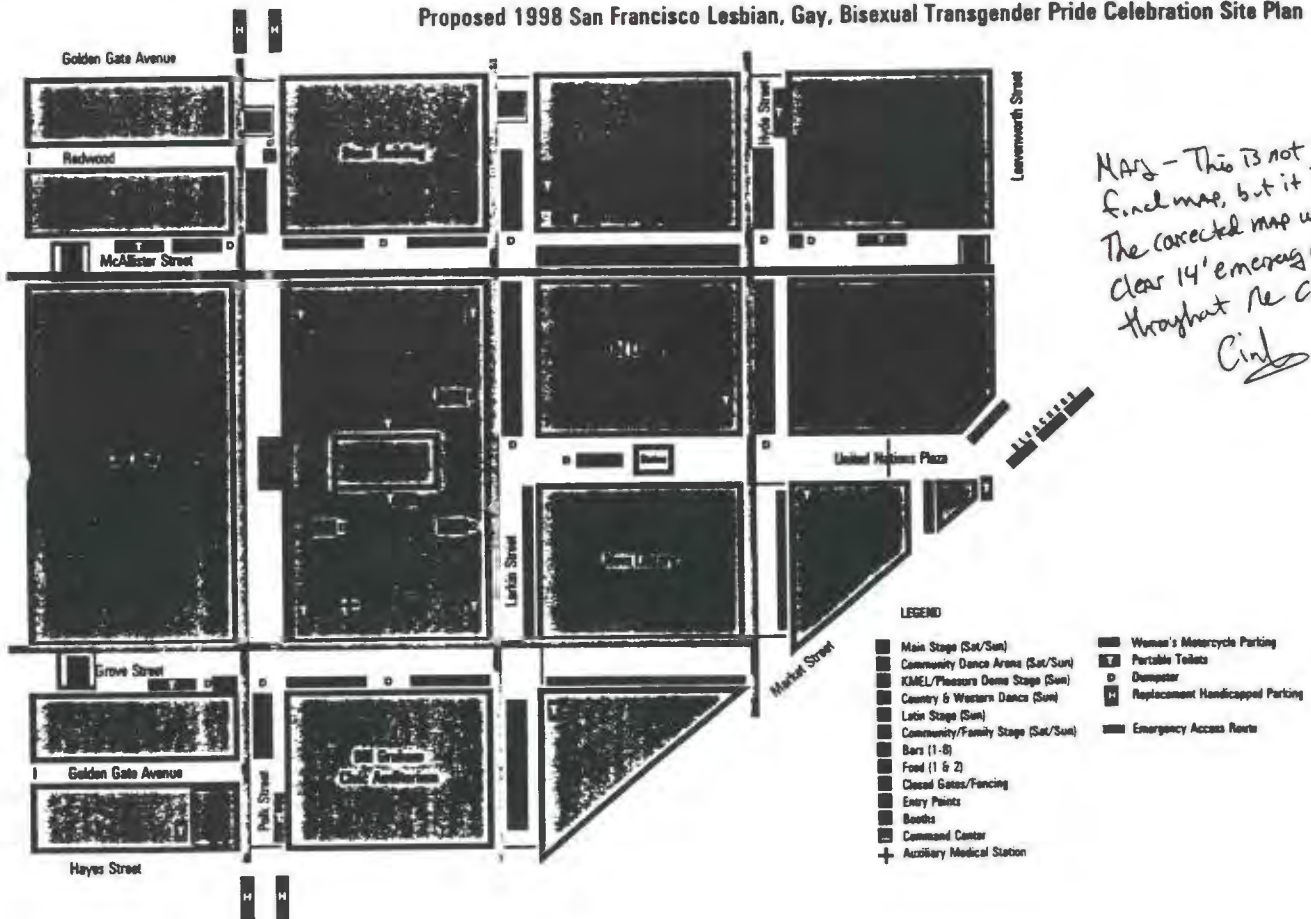 Proposed 1998 San Francisco Lesbian, Gay, Bisexual Transgender Pride Celebration Site Plan
H H
Golden Gate Avenue
Redwood
McAllister Street
Hyde Street
Leavenworth Street
T
D
D
D
D
T
T
MARY - This is not
final map, but it
The corrected map
Clear 14' emergency
throughout the
BLEACHERS
D
D
D
United Nations Plaza
Larkin Street
Market Street
Grove Street
T
D
D
D
Bill Graham
Civic Auditorium
Golden Gate Avenue
Polk Street
Hayes Street
H H
LEGEND
Main Stage (Sat/Sun)
Community Dance Arena (Sat/Sun)
KMEL/Pleasure Dome Stage (Sun)
Country & Western Dance (Sun)
Latin Stage (Sun)
Community/Family Stage (Sat/Sun)
Bars (1-8)
Food (1 & 2)
Closed Gates/Fencing
Entry Points
Booths
Command Center
Auxiliary Medical Station
Women's Motorcycle Parking
T Portable Toilets
D Dumpster
H Replacement Handicapped Parking
Emergency Access Route